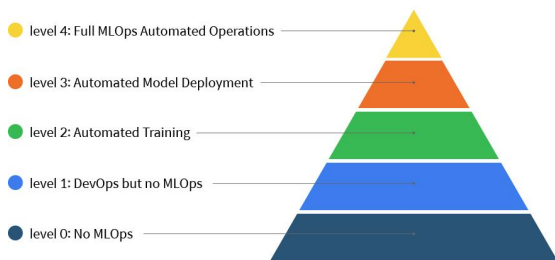 level 4: Full MLOps Automated Operations
level 3: Automated Model Deployment
level 2: Automated Training
level 1: DevOps but no MLOps
level 0: No MLOps